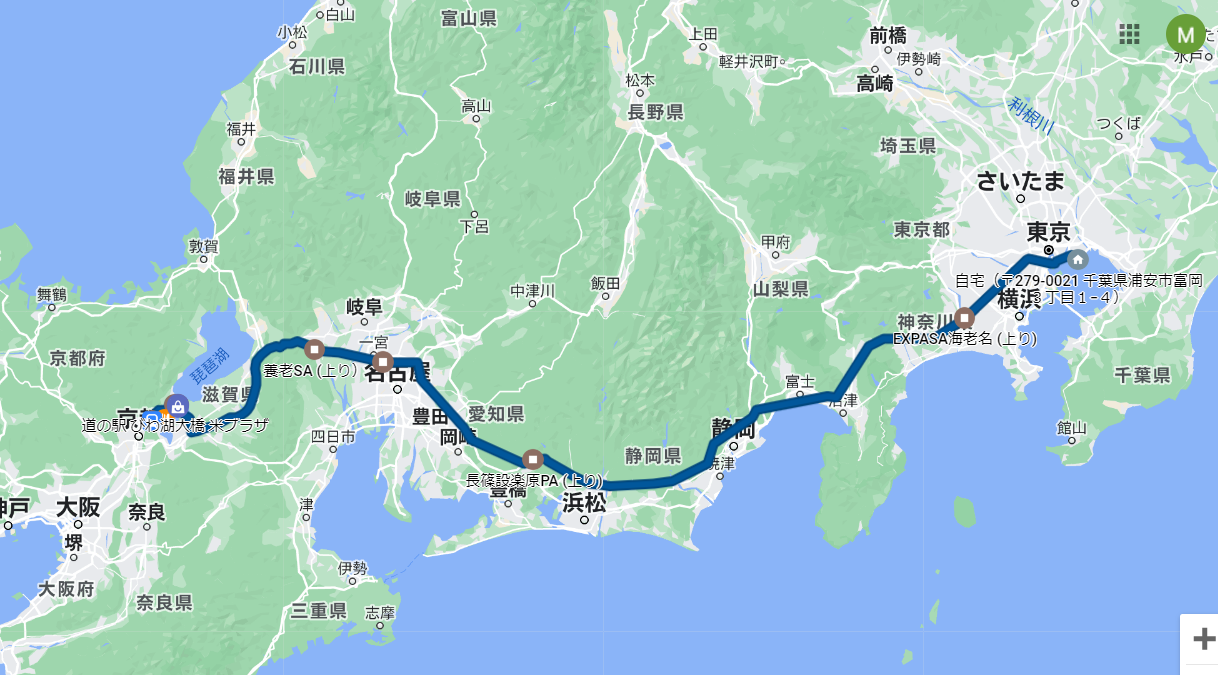 白山
富山県
小松
石川県
上田
前橋
軽井沢町
伊勢崎
水戸
M
高崎
松本
長野県
高山
利根川
つくば
福井
埼玉県
福井県
さいたま
岐阜県
下呂
東京都
東京
敦賀
甲府
自宅（〒279-0021 千葉県浦安市富岡
丁目１−４）
舞鶴
中津川
飯田
山梨県
横浜
岐阜
神奈川
EXPASA海老名 (上り)
一宮
京都府
琵琶湖
養老SA (上り)
名古屋
富士
千葉県
滋賀県
沼津
道の駅 びわ湖大橋 米プラザ
豊田
愛知県
岡崎
静岡
館山
四日市
静岡県
焼津
長篠設楽原PA (上り)
豊橋
浜松
神戸
大阪
奈良
津
堺
伊勢
大阪府
奈良県
三重県
志摩